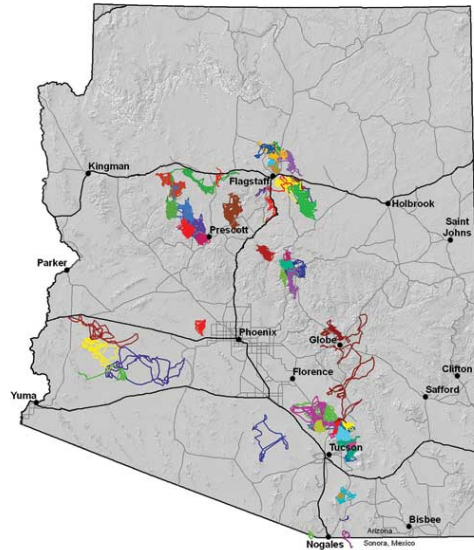 Kingman
Flagstaff
Holbrook
Prescott
Saint
Johns
Parker
Phoenix
Globe
Clifton
Florence
Safford
Yuma
Tucson
Bisbee
Arizona
Nogales
Sonora, Mexico